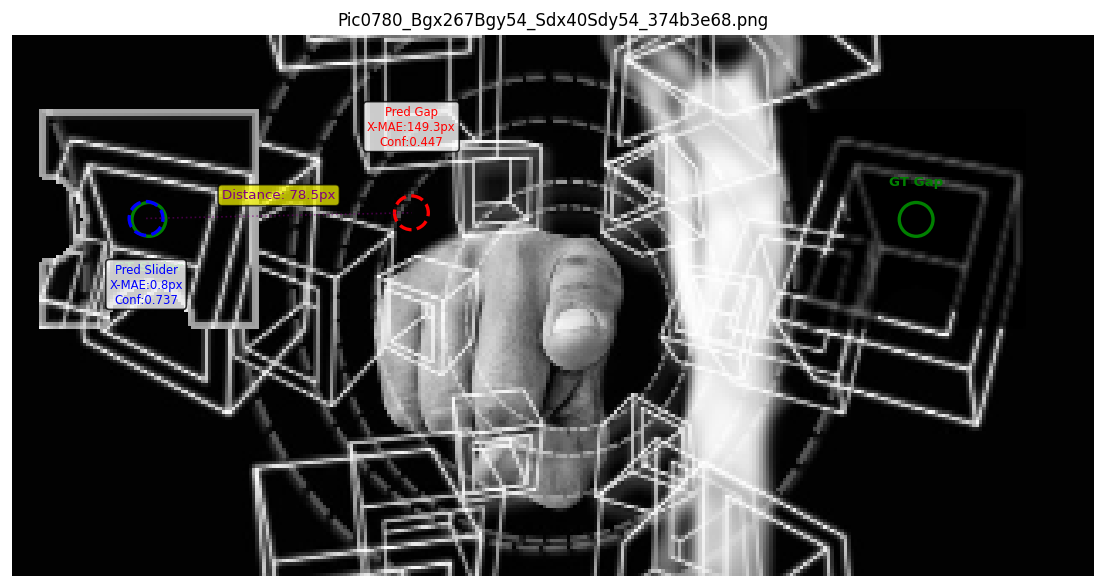 Pic0780_Bgx267Bgy54_Sdx40Sdy54_374b3e68.png
Pred Gap
X-MAE:149.3px
Conf:0.447
GT Gap
Distance: 78.5px
Pred Slider
X-MAE:0.8px
Conf:0.737